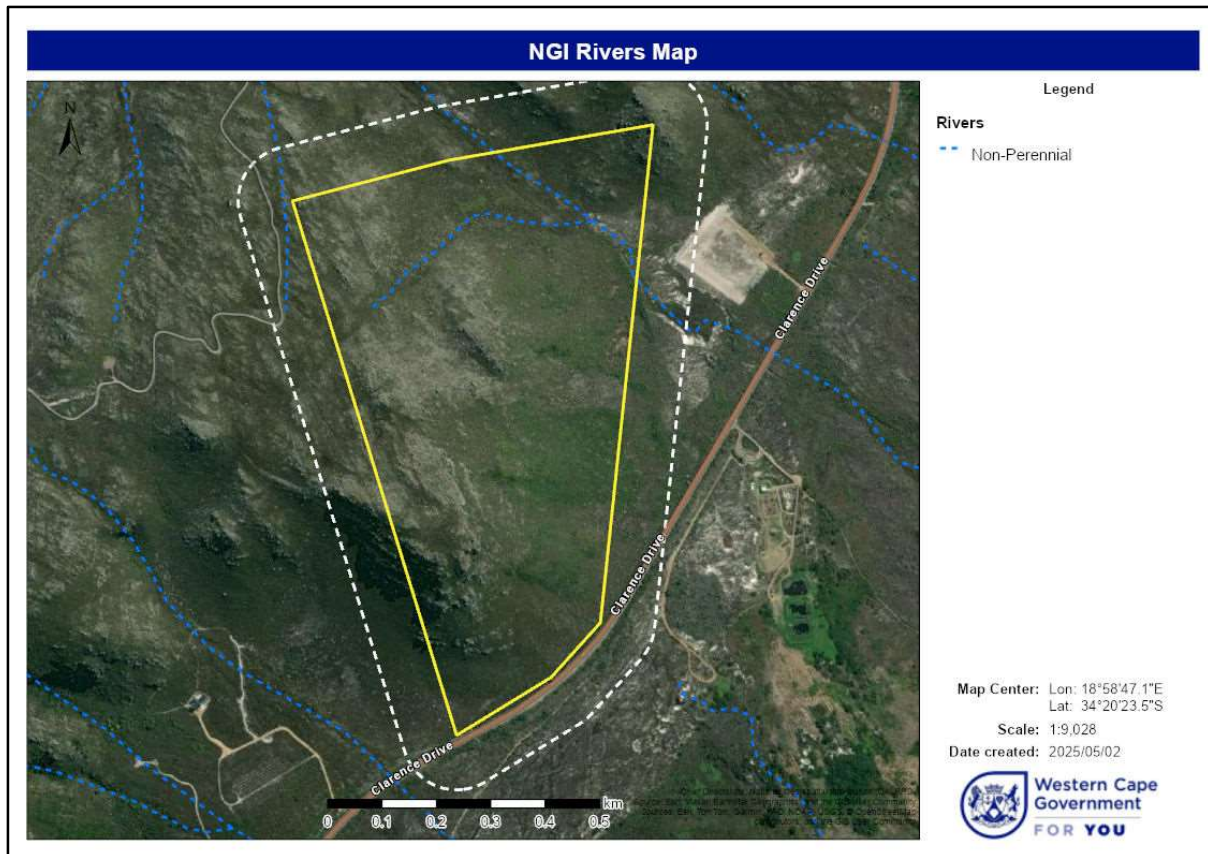 NGI Rivers Map
N
Clarence Drive
Clarence Drive
Clarence Drive
km
0 0.1 0.2 0.3 0.4 0.5
Legend
Rivers
Non-Perennial
Map Center: Lon: 18°58'47.1"E
Lat: 34°20'23.5"S
Scale: 1:9,028
Date created: 2025/05/02
Western Cape
Government
FOR YOU